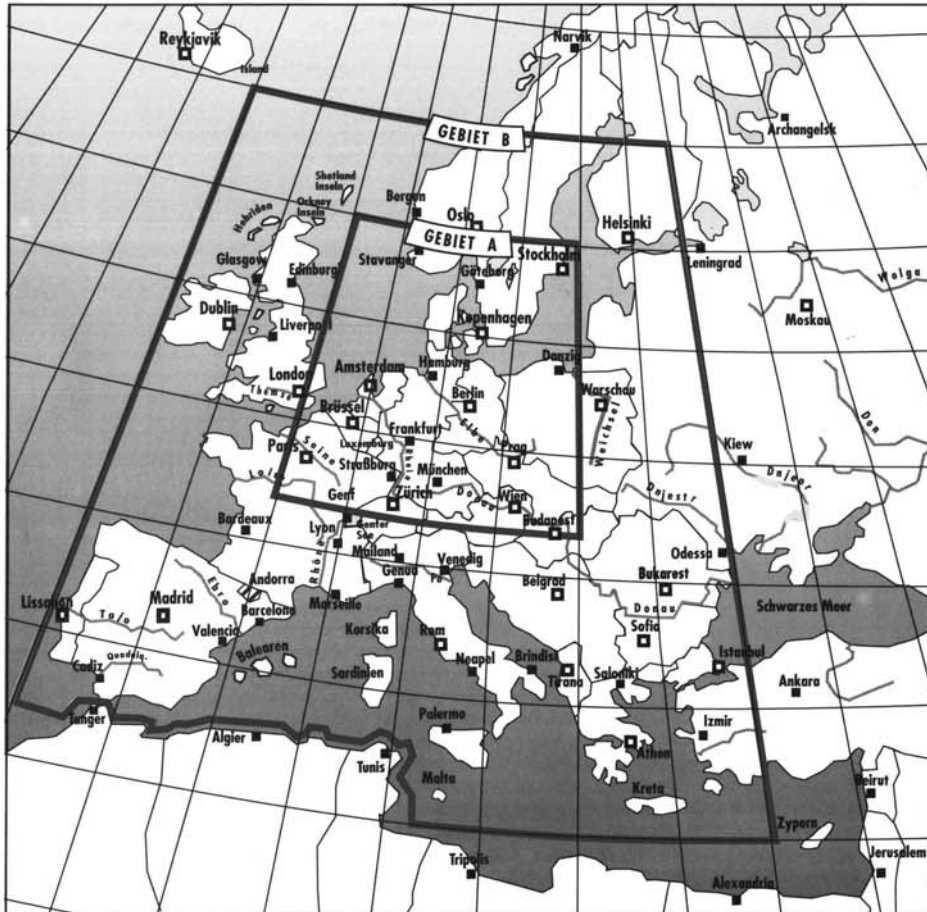 Reykjavik
Island
Narvik
Archangelsk
GEBIET B
Shetland
Inseln
Orkney
Inseln
Hebriden
Bergen
Oslo
Helsinki
GEBIET A
Stavanger
Stockholm
Leningrad
Glasgow
Edinburg
Göteborg
Wolga
Dublin
Liverpool
Kopenhagen
Moskau
London
Themse
Amsterdam
Hamburg
Danzig
Berlin
Warschau
Brüssel
Elbe
Weichsel
Don
Luxemburg
Frankfurt
Paris
Seine
Rhein
Prag
Kiew
Dnjepr
Straßburg
München
Loire
Genf
Zürich
Donau
Wien
Dnjestr
Budapest
Bordeaux
Lyon
Genfer
See
Mailand
Venedig
Odessa
Rhône
Genua
Po
Andorra
Ebro
Belgrad
Bukarest
Donau
Schwarzes Meer
Lissabon
Tajo
Madrid
Barcelona
Marseille
Valencia
Korsika
Rom
Sofia
Balearen
Istanbul
Quadalq.
Cadiz
Sardinien
Neapel
Brindisi
Tirana
Saloniki
Ankara
Tanger
Algier
Palermo
Izmir
Tunis
Athen
Malta
Kreta
Beirut
Zypern
Tripolis
Jerusalem
Alexandria